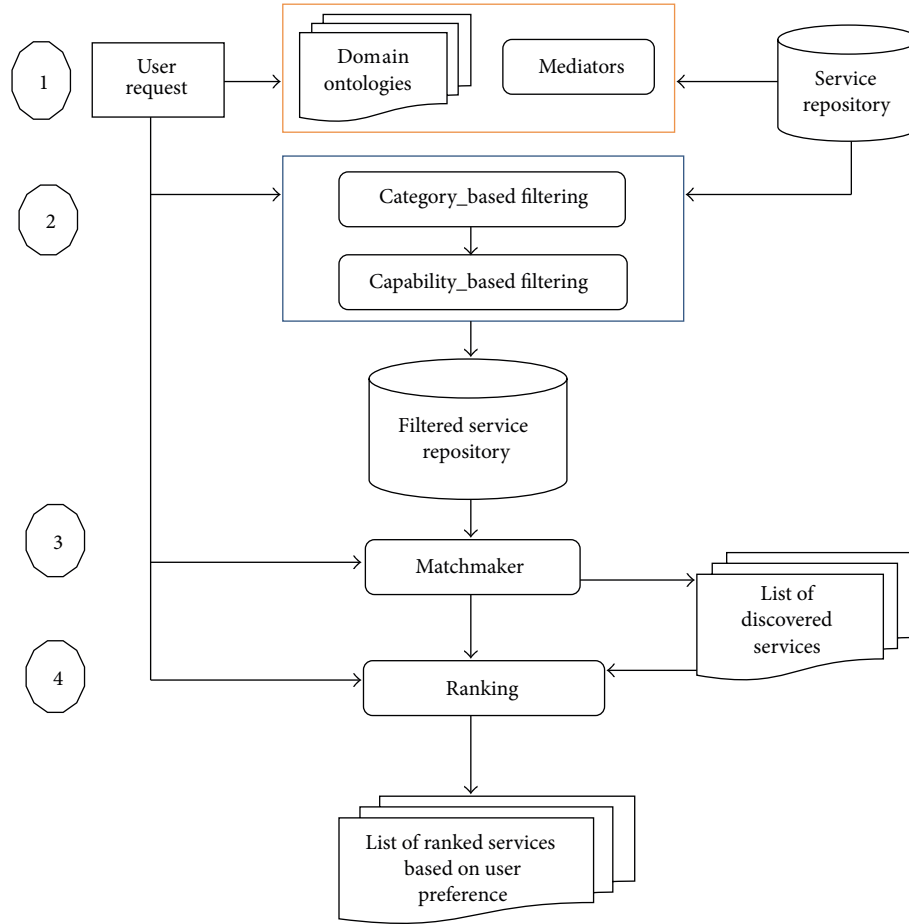 1
User
request
Domain
ontologies
Mediators
Service
repository
2
Category_based filtering
Capability_based filtering
Filtered service
repository
3
Matchmaker
List of
discovered
services
4
Ranking
List of ranked services
based on user
preference